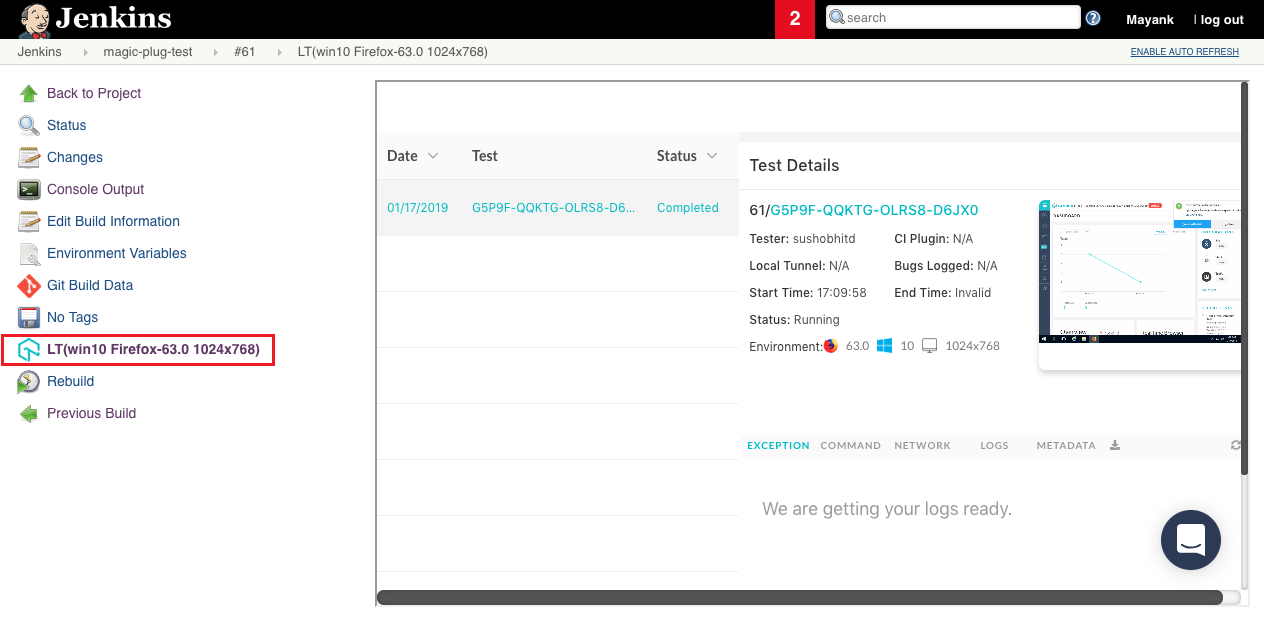 Jenkins
2
search
?
Mayank
| log out
Jenkins
magic-plug-test
#61
LT(win10 Firefox-63.0 1024x768)
ENABLE AUTO REFRESH
Back to Project
Status
Changes
Console Output
Edit Build Information
Environment Variables
Git Build Data
No Tags
LT(win10 Firefox-63.0 1024x768)
Rebuild
Previous Build
Date
Test
Status
01/17/2019
G5P9F-QQKTG-OLRS8-D6...
Completed
Test Details
61/G5P9F-QQKTG-OLRS8-D6JX0
Tester: sushobhitd
CI Plugin: N/A
Local Tunnel: N/A
Bugs Logged: N/A
Start Time: 17:09:58
End Time: Invalid
Status: Running
Environment: 63.0 10 1024x768
DASHBOARD
Overview
Real Time Browser
EXCEPTION
COMMAND
NETWORK
LOGS
METADATA
We are getting your logs ready.